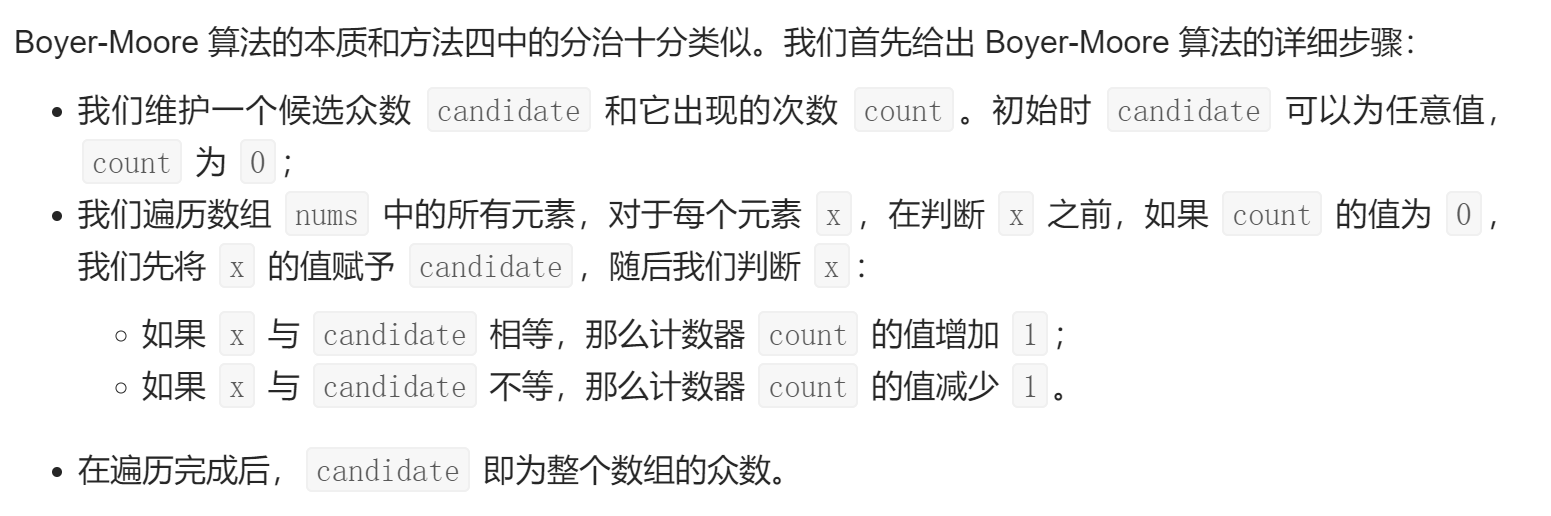 Boyer-Moore 算法的本质和方法四中的分治十分类似。我们首先给出 Boyer-Moore 算法的详细步骤：
• 我们维护一个候选众数 candidate 和它出现的次数 count 。初始时 candidate 可以为任意值，
count 为 0 ；
• 我们遍历数组 nums 中的所有元素，对于每个元素 x ，在判断 x 之前，如果 count 的值为 0 ，
我们先将 x 的值赋予 candidate ，随后我们判断 x ：
◦ 如果 x 与 candidate 相等，那么计数器 count 的值增加 1 ；
◦ 如果 x 与 candidate 不等，那么计数器 count 的值减少 1 。
• 在遍历完成后， candidate 即为整个数组的众数。